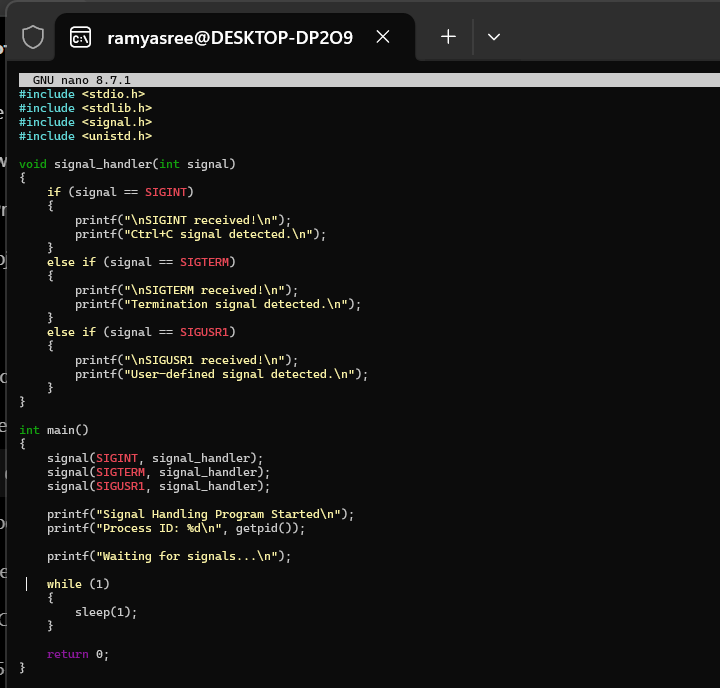 ramyasree@DESKTOP-DP2O9
GNU nano 8.7.1
#include <stdio.h>
#include <stdlib.h>
#include <signal.h>
#include <unistd.h>

void signal_handler(int signal)
{
    if (signal == SIGINT)
    {
        printf("\nSIGINT received!\n");
        printf("Ctrl+C signal detected.\n");
    }
    else if (signal == SIGTERM)
    {
        printf("\nSIGTERM received!\n");
        printf("Termination signal detected.\n");
    }
    else if (signal == SIGUSR1)
    {
        printf("\nSIGUSR1 received!\n");
        printf("User-defined signal detected.\n");
    }
}

int main()
{
    signal(SIGINT, signal_handler);
    signal(SIGTERM, signal_handler);
    signal(SIGUSR1, signal_handler);

    printf("Signal Handling Program Started\n");
    printf("Process ID: %d\n", getpid());

    printf("Waiting for signals...\n");

    while (1)
    {
        sleep(1);
    }

    return 0;
}